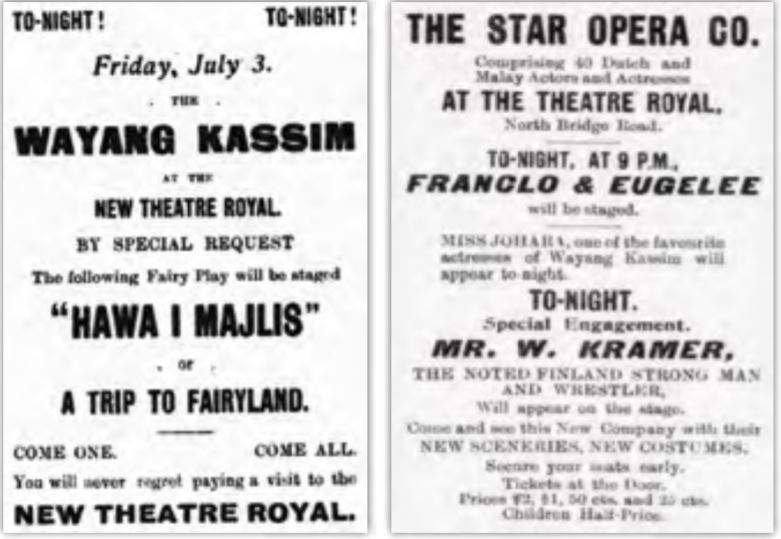 TO-NIGHT! TO-NIGHT!
Friday, July 3.
THE
WAYANG KASSIM
AT THE
NEW THEATRE ROYAL.
BY SPECIAL REQUEST
The following Fairy Play will be staged
"HAWA I MAJLIS"
or
A TRIP TO FAIRYLAND.
COME ONE. COME ALL.
You will never regret paying a visit to the
NEW THEATRE ROYAL.
THE STAR OPERA CO.
Comprising 40 Dutch and
Malay Actors and Actresses
AT THE THEATRE ROYAL,
North Bridge Road.
TO-NIGHT, AT 9 P.M.,
FRANCLO & EUGELEE
will be staged.
MISS JOHARA, one of the favourite
actresses of Wayang Kassim will
appear to-night.
TO-NIGHT.
Special Engagement.
MR. W. KRAMER,
THE NOTED FINLAND STRONG MAN
AND WRESTLER,
Will appear on the stage.
Come and see this New Company with their
NEW SCENERIES, NEW COSTUMES.
Secure your seats early.
Tickets at the Door.
Prices $2, $1, 50 cts. and 25 cts.
Children Half-Price.